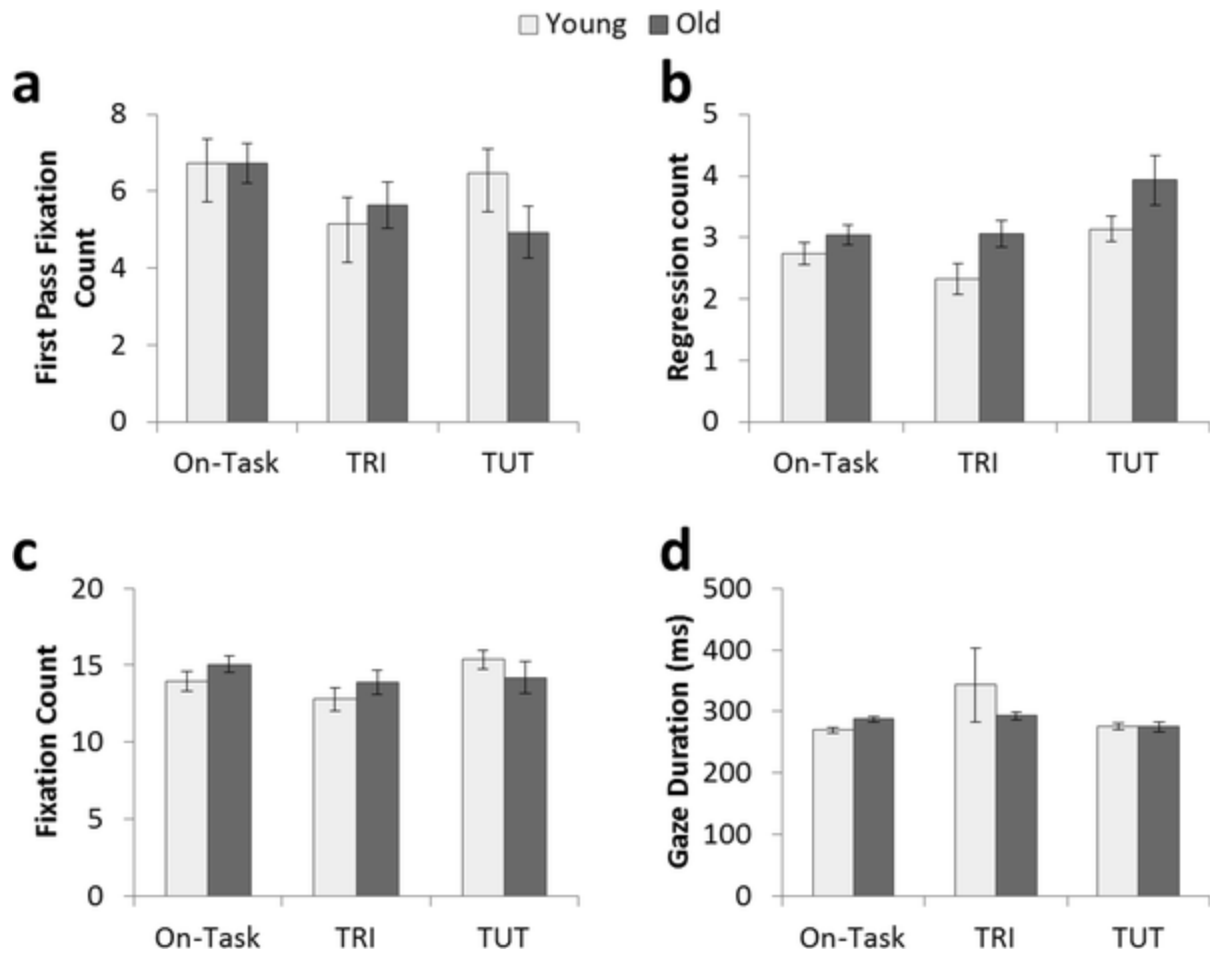 Young Old
a
First Pass Fixation
Count
8
6
4
2
0
On-Task TRI TUT
b
Regression count
5
4
3
2
1
0
On-Task TRI TUT
c
Fixation Count
20
15
10
5
0
On-Task TRI TUT
d
Gaze Duration (ms)
500
400
300
200
100
0
On-Task TRI TUT